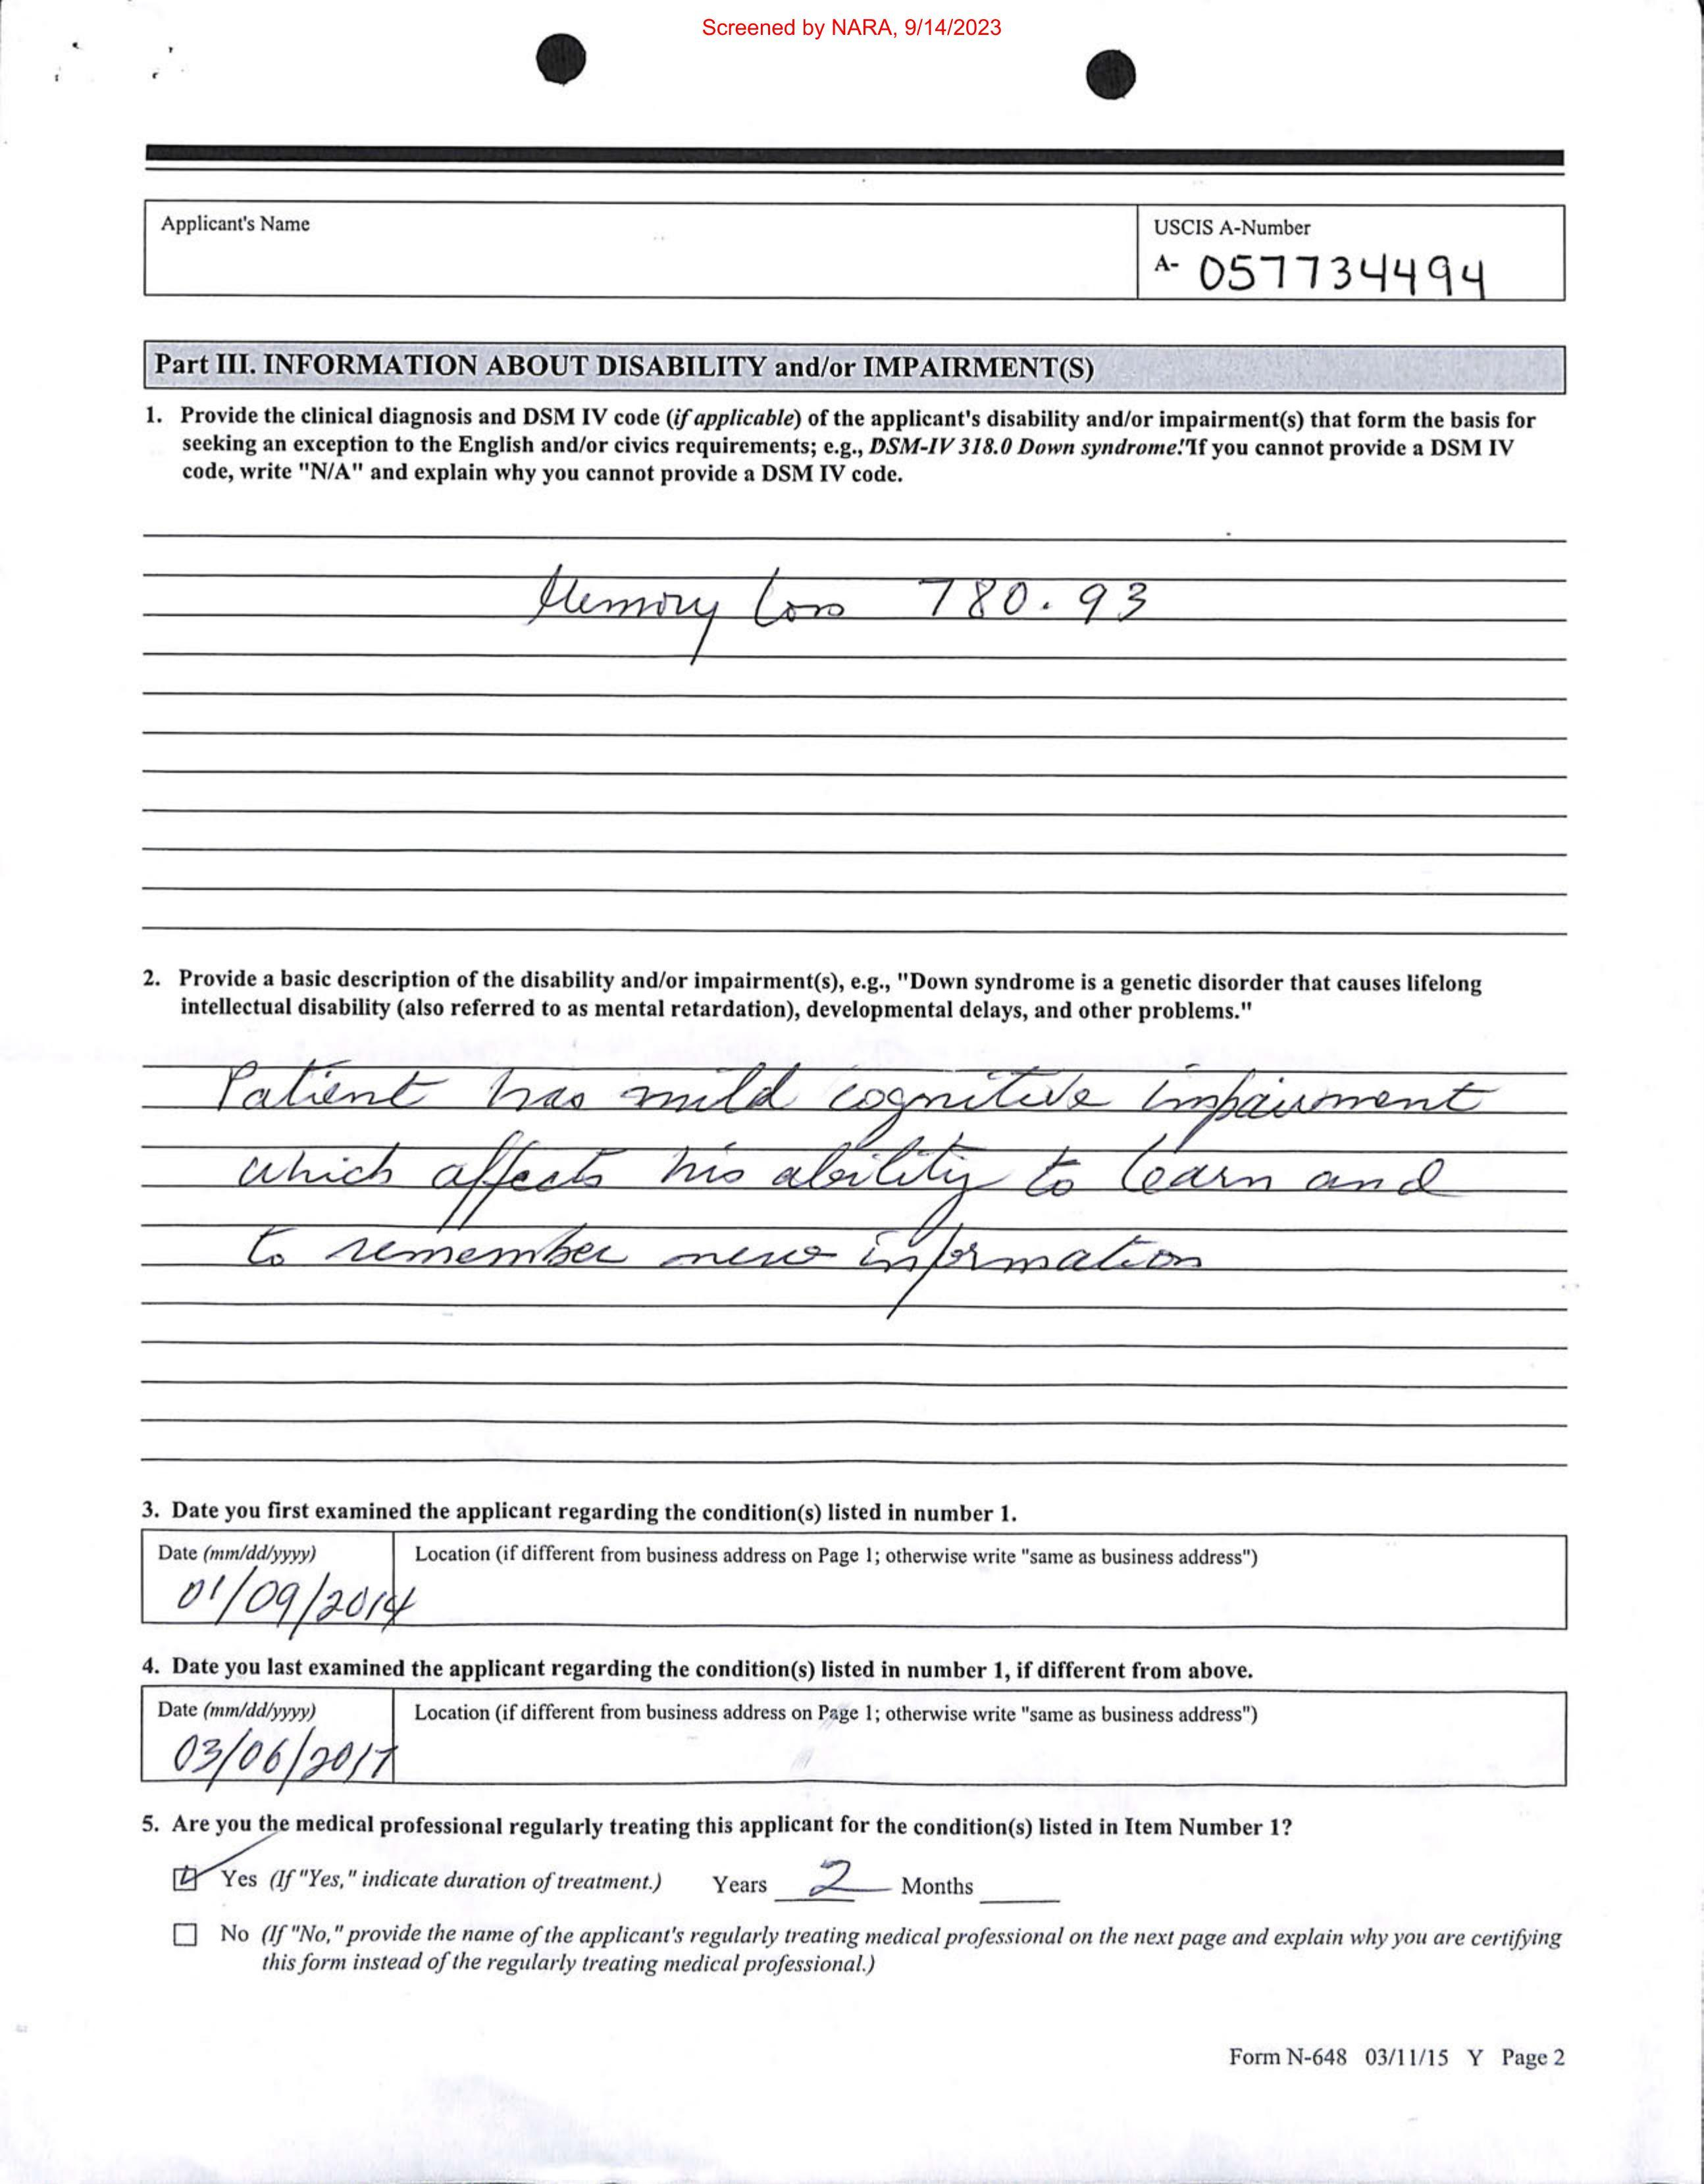 Screened by NARA, 9/14/2023
Applicant's Name
USCIS A-Number
A- 057734494
Part III. INFORMATION ABOUT DISABILITY and/or IMPAIRMENT(S)
1. Provide the clinical diagnosis and DSM IV code (if applicable) of the applicant's disability and/or impairment(s) that form the basis for
seeking an exception to the English and/or civics requirements; e.g., DSM-IV 318.0 Down syndrome."If you cannot provide a DSM IV
code, write "N/A" and explain why you cannot provide a DSM IV code.
Memory Loss 780.93
2. Provide a basic description of the disability and/or impairment(s), e.g., "Down syndrome is a genetic disorder that causes lifelong
intellectual disability (also referred to as mental retardation), developmental delays, and other problems."
Patient has mild cognitive impairment
which affects his ability to learn and
to remember new information
3. Date you first examined the applicant regarding the condition(s) listed in number 1.
Date (mm/dd/yyyy)
Location (if different from business address on Page 1; otherwise write "same as business address")
01/09/2014
4. Date you last examined the applicant regarding the condition(s) listed in number 1, if different from above.
Date (mm/dd/yyyy)
Location (if different from business address on Page 1; otherwise write "same as business address")
03/06/2017
5. Are you the medical professional regularly treating this applicant for the condition(s) listed in Item Number 1?
Yes (If "Yes," indicate duration of treatment.) Years 2 Months
No (If "No," provide the name of the applicant's regularly treating medical professional on the next page and explain why you are certifying
this form instead of the regularly treating medical professional.)
Form N-648 03/11/15 Y Page 2